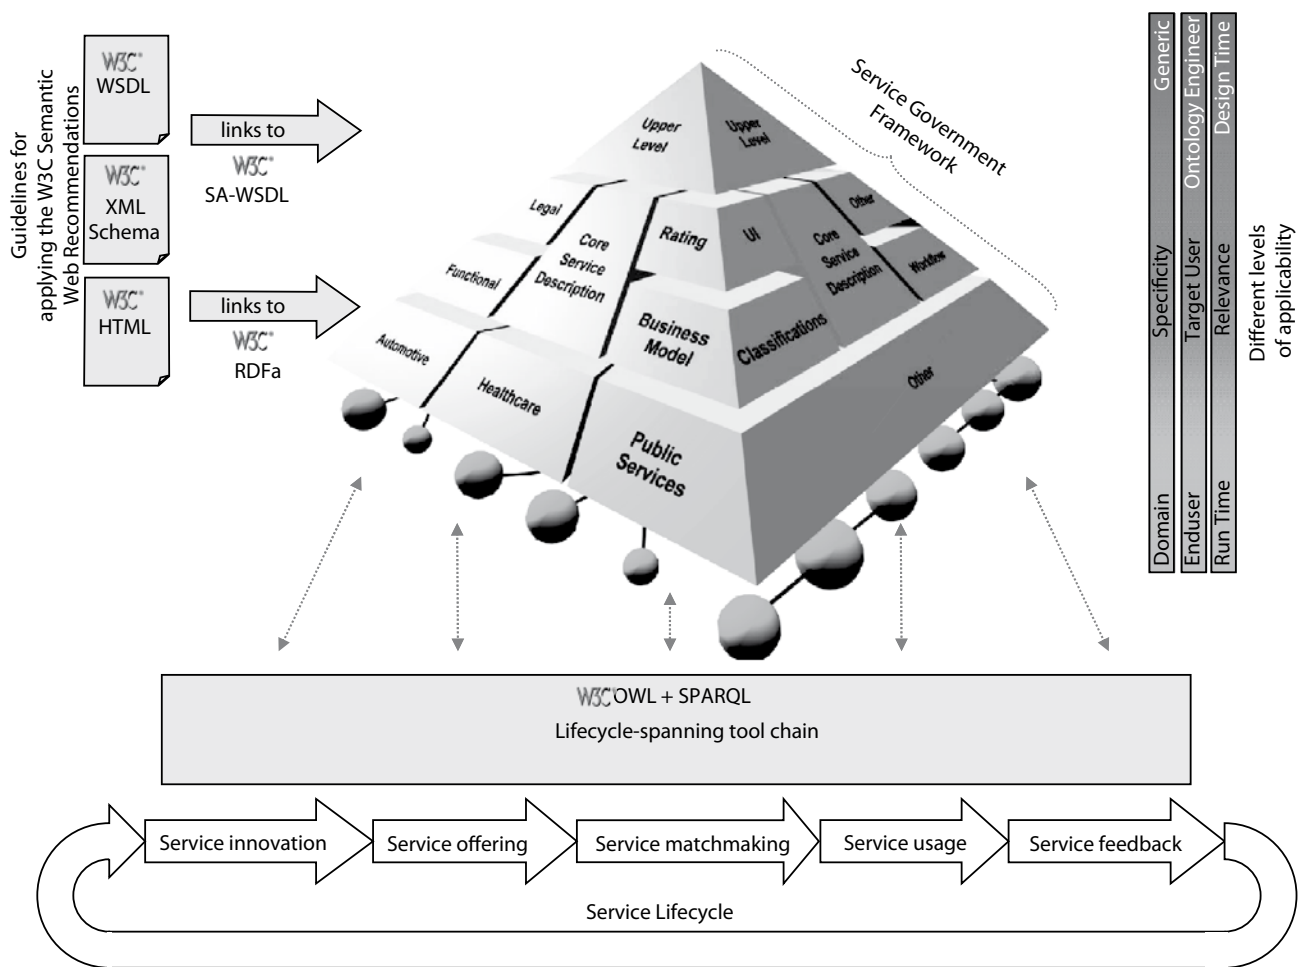 Guidelines for
applying the W3C Semantic
Web Recommendations
W3C®
WSDL
W3C®
XML
Schema
W3C®
HTML
links to
W3C®
SA-WSDL
links to
W3C®
RDFa
Service Government
Framework
Upper
Level
Upper
Level
Legal
Core
Service
Description
Rating
UI
Core
Service
Description
Other
Functional
Business
Model
Classifications
Workflow
Automotive
Healthcare
Public
Services
Other
Domain Specificity Generic
Enduser Target User Ontology Engineer
Run Time Relevance Design Time
Different levels
of applicability
W3C® OWL + SPARQL
Lifecycle-spanning tool chain
Service innovation
Service offering
Service matchmaking
Service usage
Service feedback
Service Lifecycle